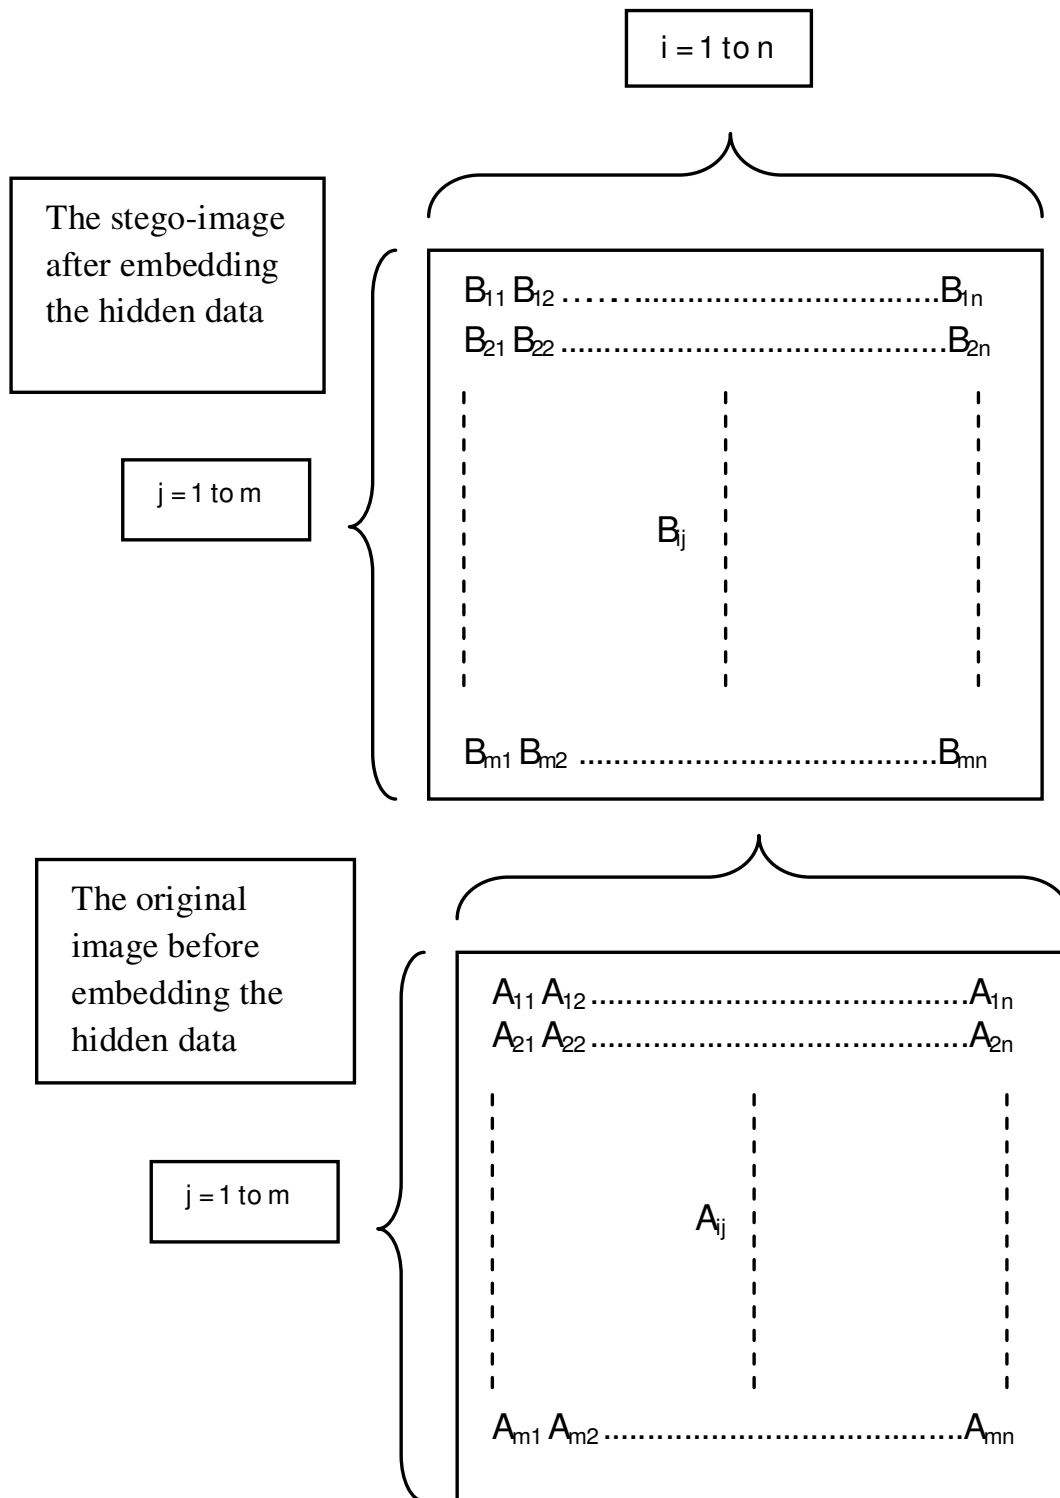 i = 1 to n
The stego-image
after embedding
the hidden data
B11 B12 ............................................B1n
B21 B22 .............................................B2n
j = 1 to m
Bij
Bm1 Bm2 .........................................Bmn
The original
image before
embedding the
hidden data
A11 A12 ............................................A1n
A21 A22 ............................................A2n
j = 1 to m
Aij
Am1 Am2 .........................................Amn